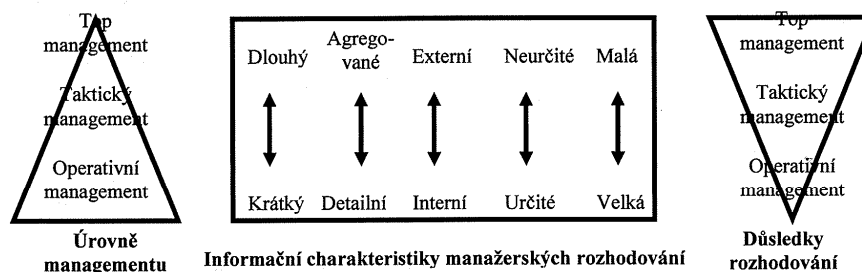 Top
management
Taktický
management
Operativní
management
Úrovně
managementu
Dlouhý
Agrego-
vané
Externí
Neurčité
Malá
Krátký
Detailní
Interní
Určité
Velká
Informační charakteristiky manažerských rozhodování
Top
management
Taktický
management
Operativní
management
Důsledky
rozhodování